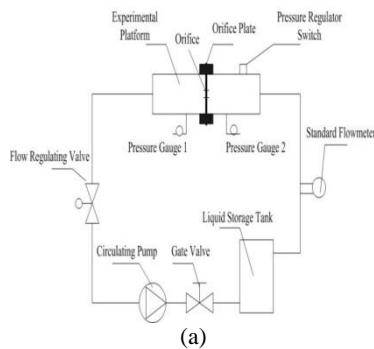 Experimental
Platform
Orifice
Orifice Plate
Pressure Regulator
Switch
Pressure Gauge 1
Pressure Gauge 2
Standard Flowmeter
Flow Regulating Valve
Circulating Pump
Gate Valve
Liquid Storage
Tank
(a)